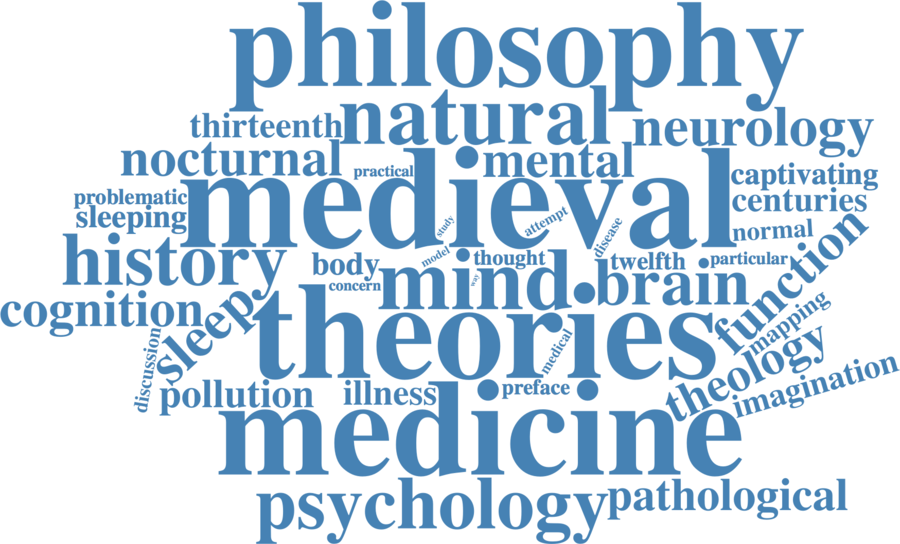 philosophy
thirteenth natural neurology
nocturnal practical mental captivating
problematic medieval centuries
sleeping study attempt disease normal
history body model thought twelfth particular function
concern mind way brain
cognition sleepy theories mapping
discussion medical theology
pollution illness preface imagination
medicine
psychology pathological